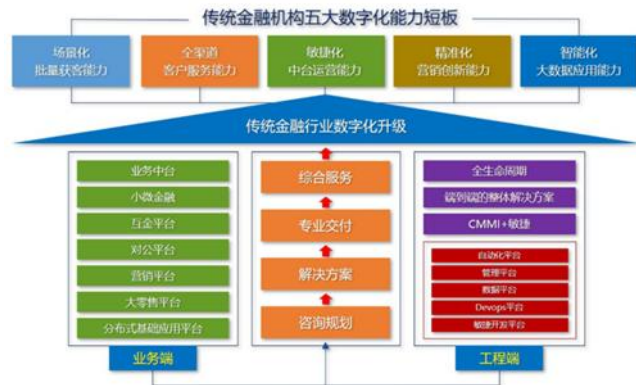 传统金融机构五大数字化能力短板
场景化
批量获客能力
全渠道
客户服务能力
敏捷化
中台运营能力
精准化
营销创新能力
智能化
大数据应用能力
传统金融行业数字化升级
业务中台
小微金融
互金平台
对公平台
营销平台
大零售平台
分布式基础应用平台
业务端
综合服务
专业交付
解决方案
咨询规划
全生命周期
端到端的整体解决方案
CMMI+敏捷
自动化平台
管理平台
数据平台
Devops平台
敏捷开发平台
工程端